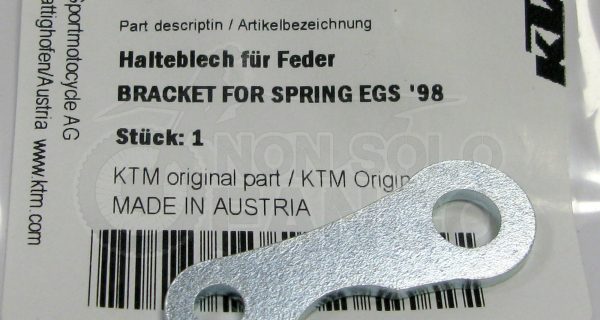 Part descriptin / Artikelbezeichnung
Halteblech für Feder
BRACKET FOR SPRING EGS '98
Stück: 1
KTM original part / KTM Origin
MADE IN AUSTRIA
Sportmotocycle AG
attighofen/Austria www.ktm.com
KTM
NON SOLO